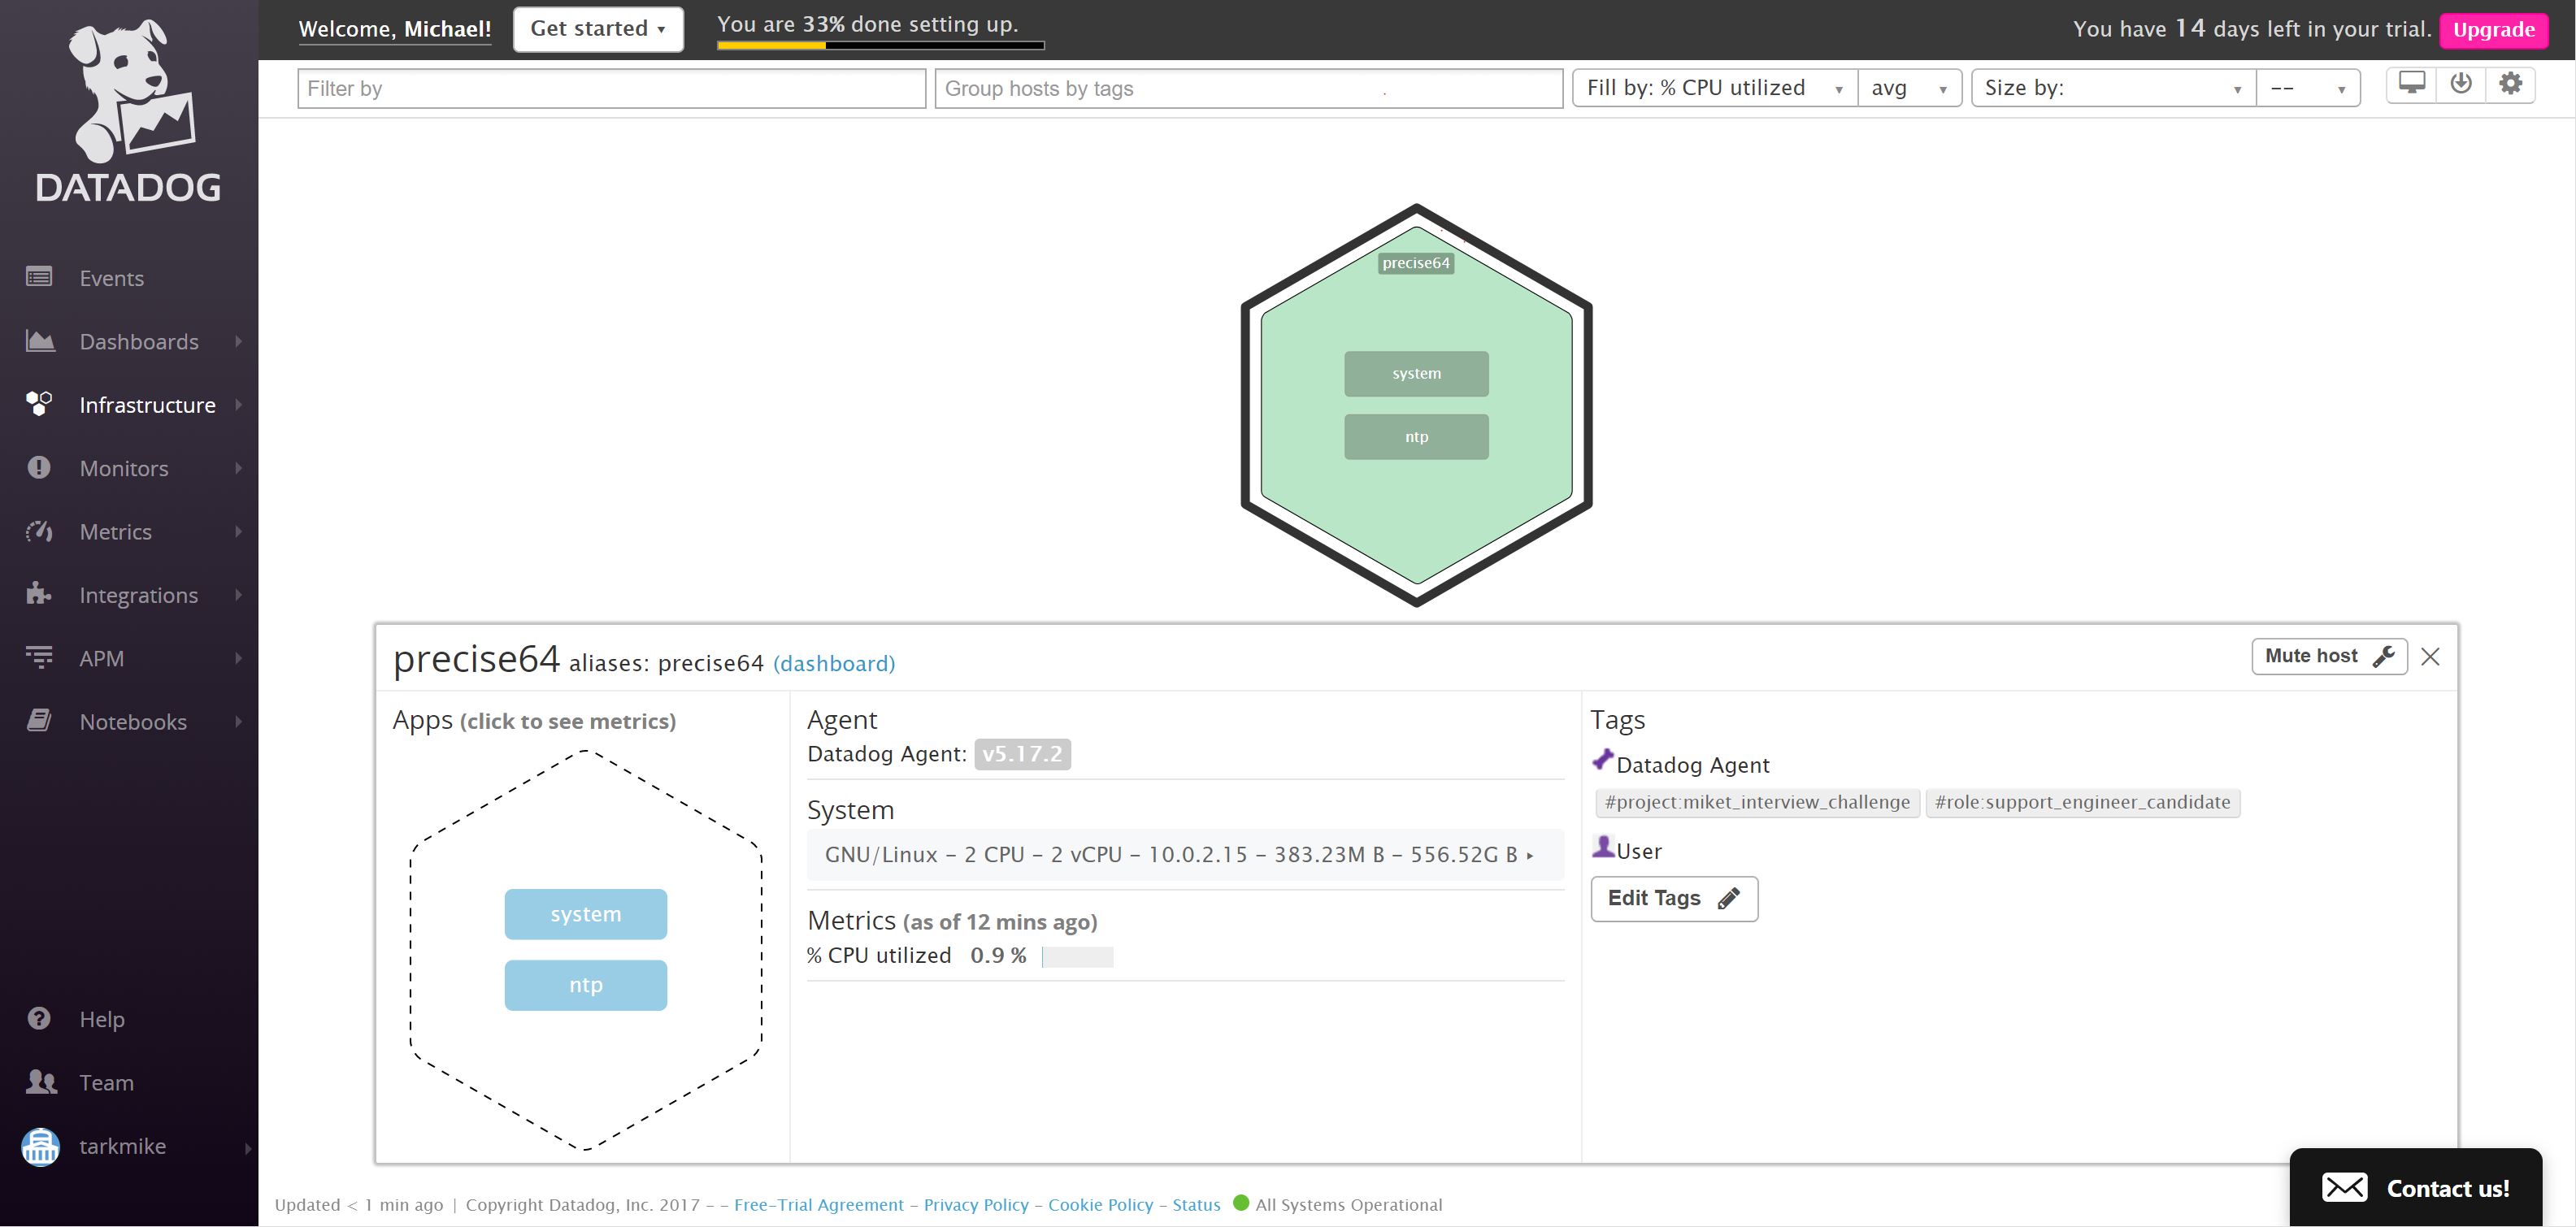 DATADOG
Events
Dashboards
Infrastructure
Monitors
Metrics
Integrations
APM
Notebooks
Help
Team
tarkmike
Welcome, Michael! Get started You are 33% done setting up. You have 14 days left in your trial. Upgrade
Filter by Group hosts by tags Fill by: % CPU utilized avg Size by: --
precise64
system
ntp
precise64 aliases: precise64 (dashboard) Mute host
Apps (click to see metrics)
system
ntp
Agent
Datadog Agent: v5.17.2
System
GNU/Linux - 2 CPU - 2 vCPU - 10.0.2.15 - 383.23M B - 556.52G B
Metrics (as of 12 mins ago)
% CPU utilized 0.9 %
Tags
Datadog Agent
#project:miket_interview_challenge #role:support_engineer_candidate
User
Edit Tags
Updated < 1 min ago | Copyright Datadog, Inc. 2017 - - Free-Trial Agreement - Privacy Policy - Cookie Policy - Status All Systems Operational
Contact us!